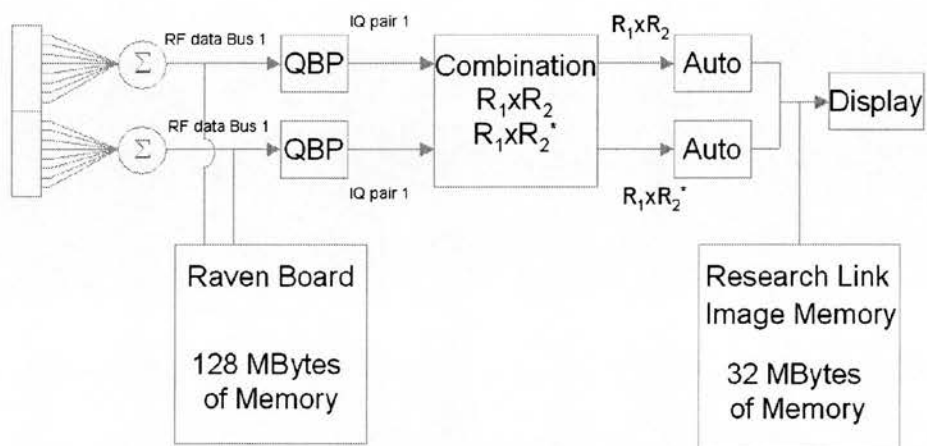 IQ pair 1
R₁xR₂
RF data Bus 1
Σ
QBP
Combination
R₁xR₂
R₁xR₂*
Auto
Display
RF data Bus 1
Σ
QBP
Auto
IQ pair 1
R₁xR₂*
Raven Board
128 MBytes
of Memory
Research Link
Image Memory
32 MBytes
of Memory